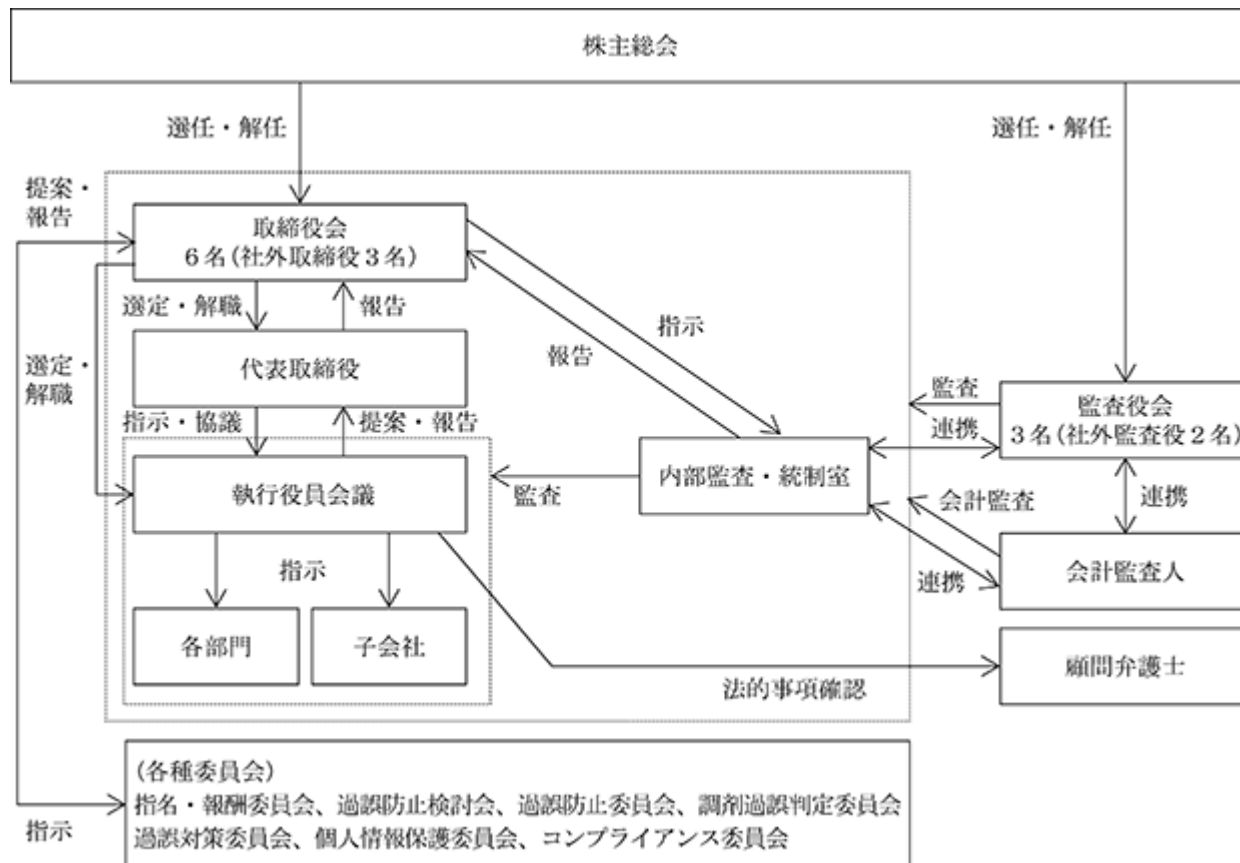 株主総会
選任・解任
選任・解任
提案・
報告
取締役会
6名(社外取締役3名)
選定・解職
報告
指示
報告
選定・
解職
代表取締役
監査
監査役会
3名(社外監査役2名)
指示・協議
提案・報告
連携
執行役員会議
監査
内部監査・統制室
会計監査
連携
指示
連携
会計監査人
各部門
子会社
顧問弁護士
法的事項確認
(各種委員会)
指名・報酬委員会、過誤防止検討会、過誤防止委員会、調剤過誤判定委員会
過誤対策委員会、個人情報保護委員会、コンプライアンス委員会
指示